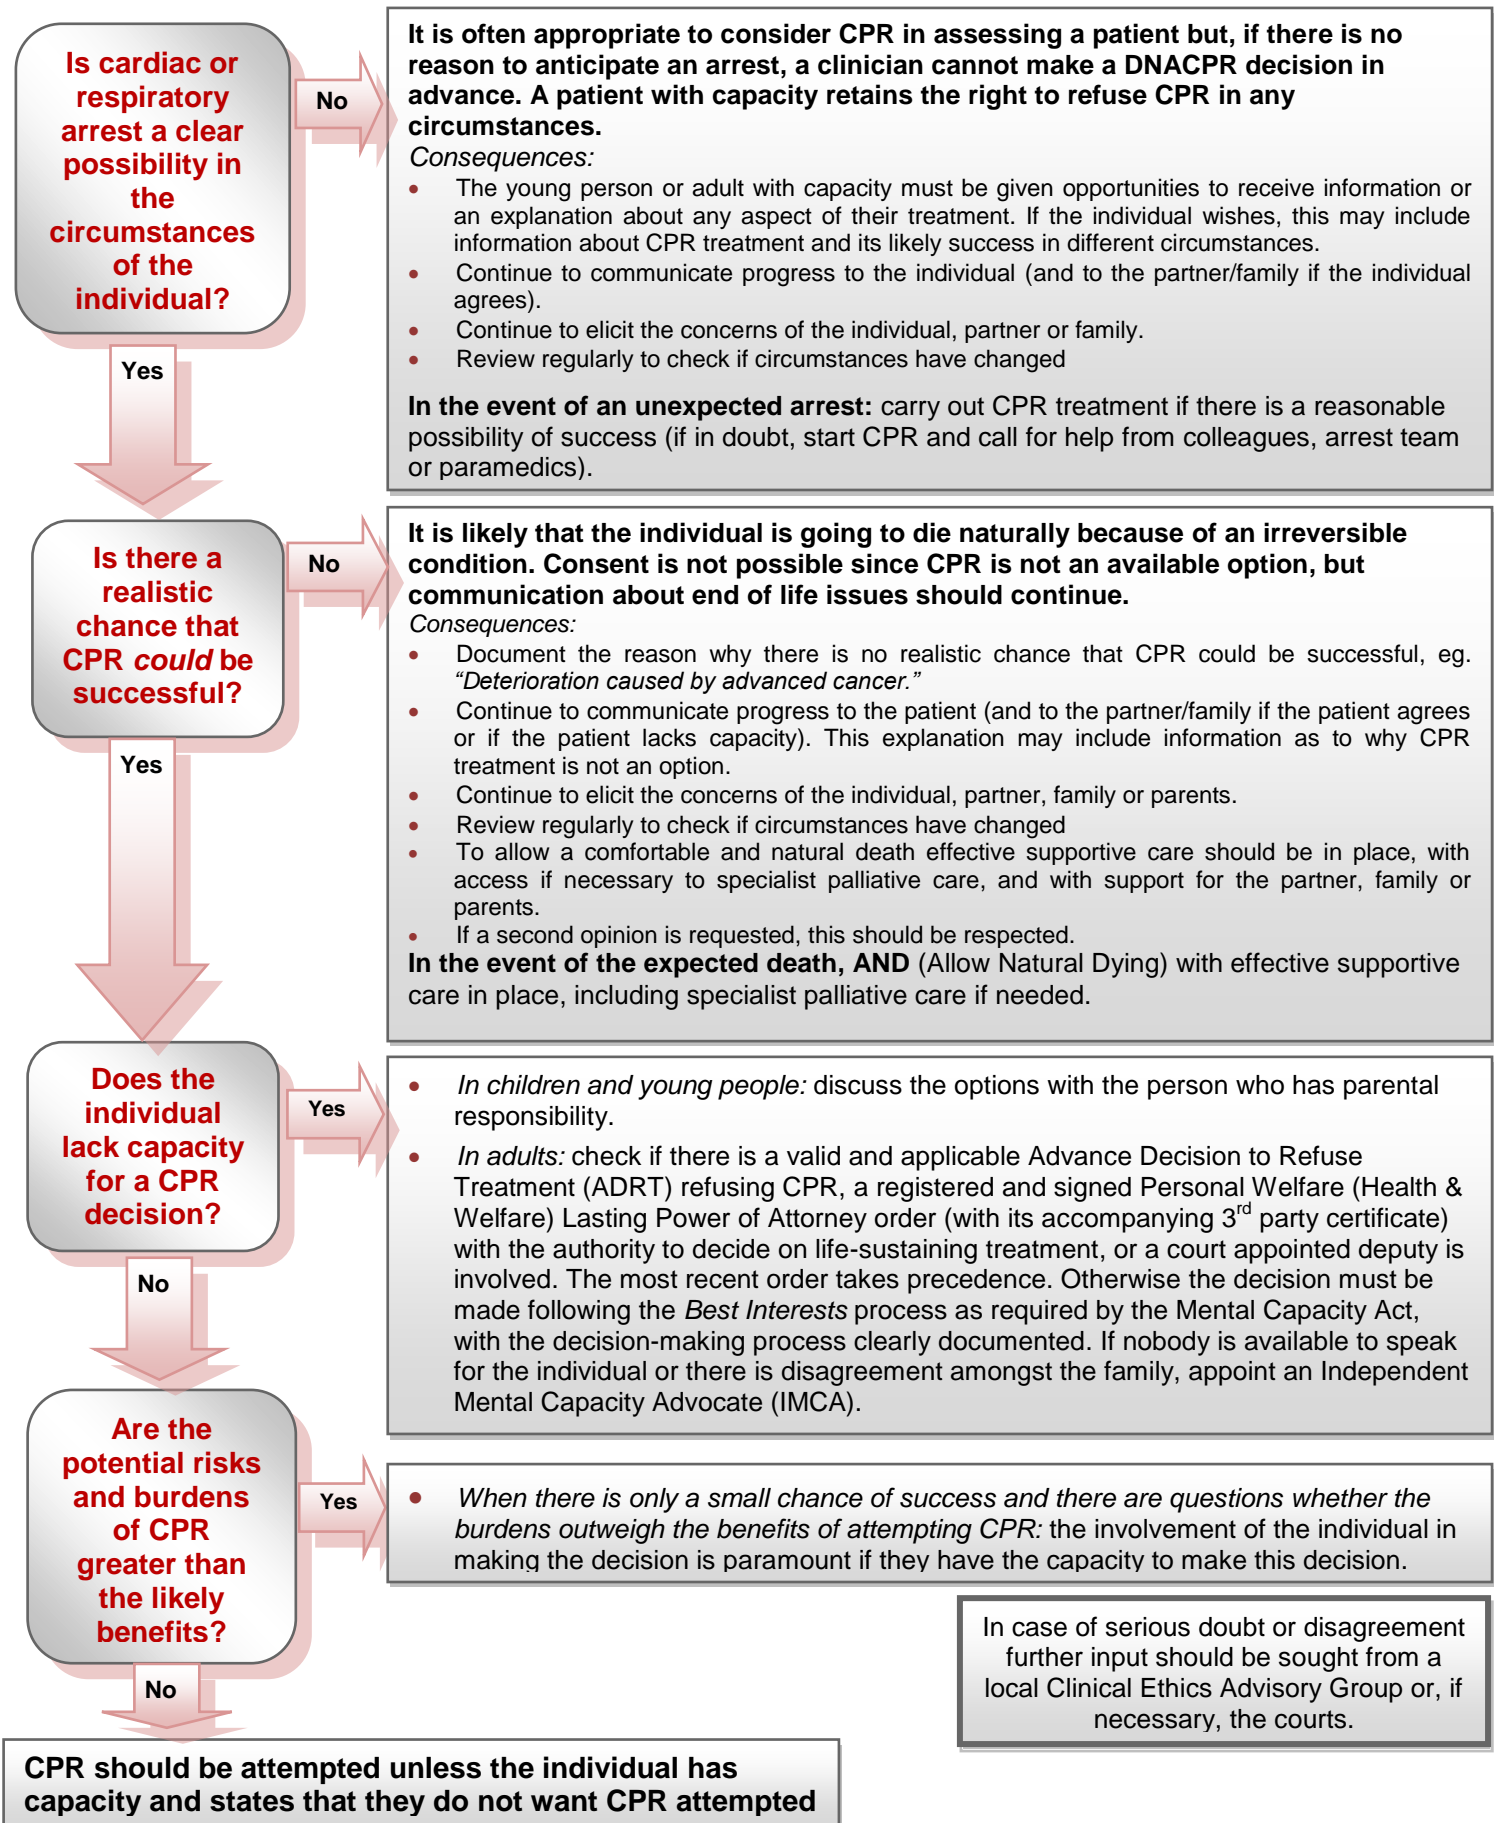 Is cardiac or
respiratory
arrest a clear
possibility in
the
circumstances
of the
individual?
No
It is often appropriate to consider CPR in assessing a patient but, if there is no
reason to anticipate an arrest, a clinician cannot make a DNACPR decision in
advance. A patient with capacity retains the right to refuse CPR in any
circumstances.
Consequences:
• The young person or adult with capacity must be given opportunities to receive information or
an explanation about any aspect of their treatment. If the individual wishes, this may include
information about CPR treatment and its likely success in different circumstances.
• Continue to communicate progress to the individual (and to the partner/family if the individual
agrees).
• Continue to elicit the concerns of the individual, partner or family.
• Review regularly to check if circumstances have changed
In the event of an unexpected arrest: carry out CPR treatment if there is a reasonable
possibility of success (if in doubt, start CPR and call for help from colleagues, arrest team
or paramedics).
Yes
Is there a
realistic
chance that
CPR could be
successful?
No
It is likely that the individual is going to die naturally because of an irreversible
condition. Consent is not possible since CPR is not an available option, but
communication about end of life issues should continue.
Consequences:
• Document the reason why there is no realistic chance that CPR could be successful, eg.
“Deterioration caused by advanced cancer.”
• Continue to communicate progress to the patient (and to the partner/family if the patient agrees
or if the patient lacks capacity). This explanation may include information as to why CPR
treatment is not an option.
• Continue to elicit the concerns of the individual, partner, family or parents.
• Review regularly to check if circumstances have changed
• To allow a comfortable and natural death effective supportive care should be in place, with
access if necessary to specialist palliative care, and with support for the partner, family or
parents.
• If a second opinion is requested, this should be respected.
In the event of the expected death, AND (Allow Natural Dying) with effective supportive
care in place, including specialist palliative care if needed.
Yes
Does the
individual
lack capacity
for a CPR
decision?
Yes
• In children and young people: discuss the options with the person who has parental
responsibility.
• In adults: check if there is a valid and applicable Advance Decision to Refuse
Treatment (ADRT) refusing CPR, a registered and signed Personal Welfare (Health &
Welfare) Lasting Power of Attorney order (with its accompanying 3rd party certificate)
with the authority to decide on life-sustaining treatment, or a court appointed deputy is
involved. The most recent order takes precedence. Otherwise the decision must be
made following the Best Interests process as required by the Mental Capacity Act,
with the decision-making process clearly documented. If nobody is available to speak
for the individual or there is disagreement amongst the family, appoint an Independent
Mental Capacity Advocate (IMCA).
No
Are the
potential risks
and burdens
of CPR
greater than
the likely
benefits?
Yes
• When there is only a small chance of success and there are questions whether the
burdens outweigh the benefits of attempting CPR: the involvement of the individual in
making the decision is paramount if they have the capacity to make this decision.
In case of serious doubt or disagreement
further input should be sought from a
local Clinical Ethics Advisory Group or, if
necessary, the courts.
No
CPR should be attempted unless the individual has
capacity and states that they do not want CPR attempted